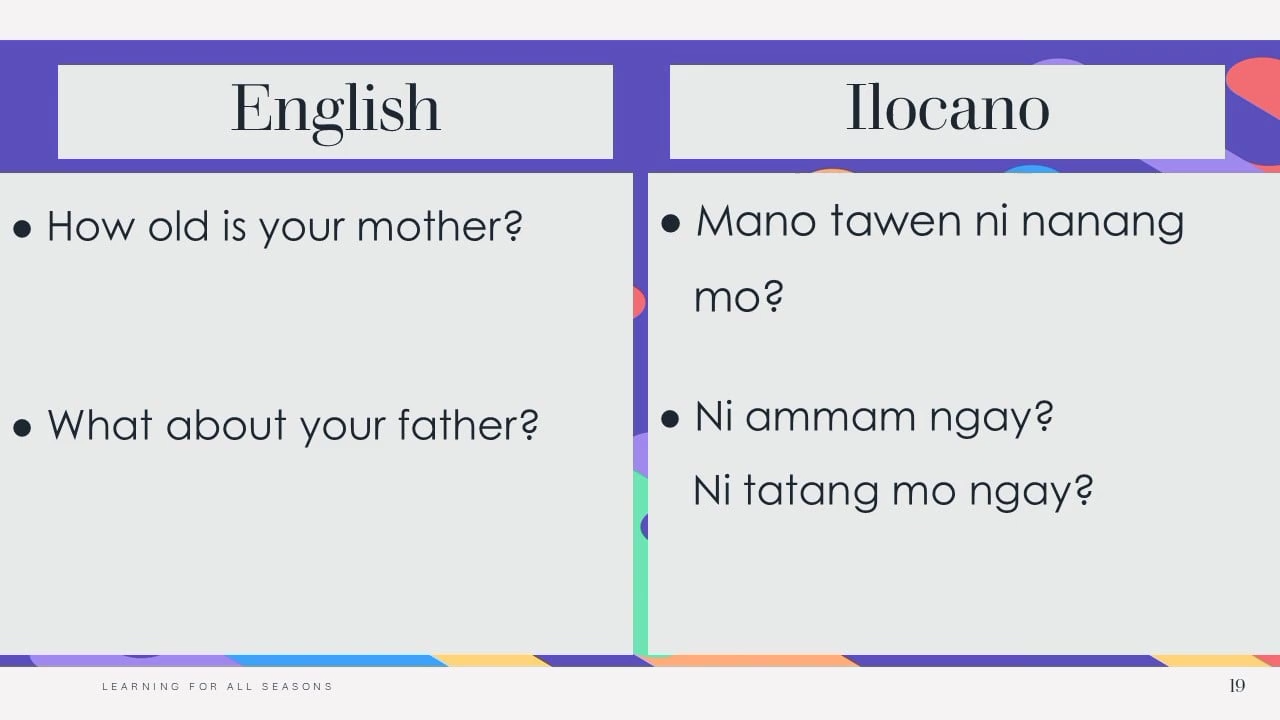 English
● How old is your mother?
● What about your father?
Ilocano
● Mano tawen ni nanang
mo?
● Ni ammam ngay?
Ni tatang mo ngay?
LEARNING FOR ALL SEASONS
19